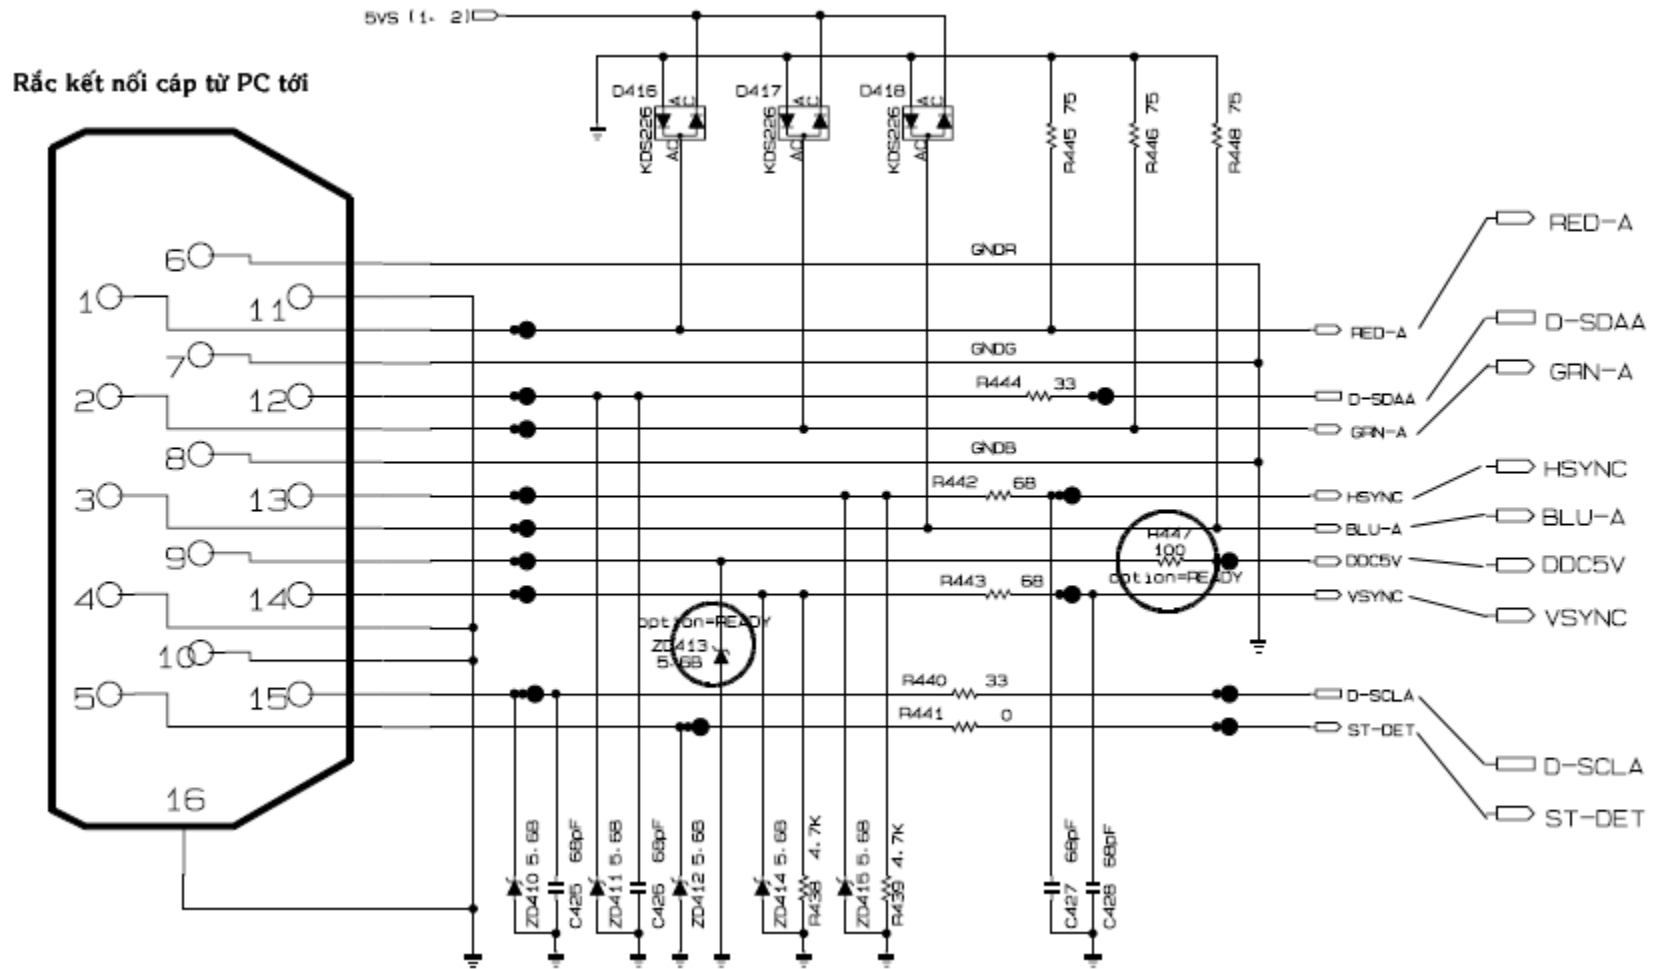 5VS (1, 2)
Rắc kết nối cáp từ PC tới
D416
KDS226
A C
AC
D417
KDS226
A C
AC
D418
KDS226
A C
AC
R445 75
R446 75
R448 75
RED-A
6
GNDR
1
11
RED-A
D-SDAA
7
GNDG
GRN-A
2
12
R444 33
D-SDAA
GRN-A
8
GNDB
HSYNC
3
13
R442 68
HSYNC
BLU-A
BLU-A
R447
100
option=READY
9
DDC5V
DDC5V
4
14
R443 68
VSYNC
VSYNC
option=READY
ZD413
5.6B
10
5
15
R440 33
D-SCLA
R441 0
ST-DET
D-SCLA
ST-DET
16
ZD410 5.6B
C425 68pF
ZD411 5.6B
C426 68pF
ZD412 5.6B
ZD414 5.6B
R438 4.7K
ZD415 5.6B
R439 4.7K
C427 68pF
C428 68pF